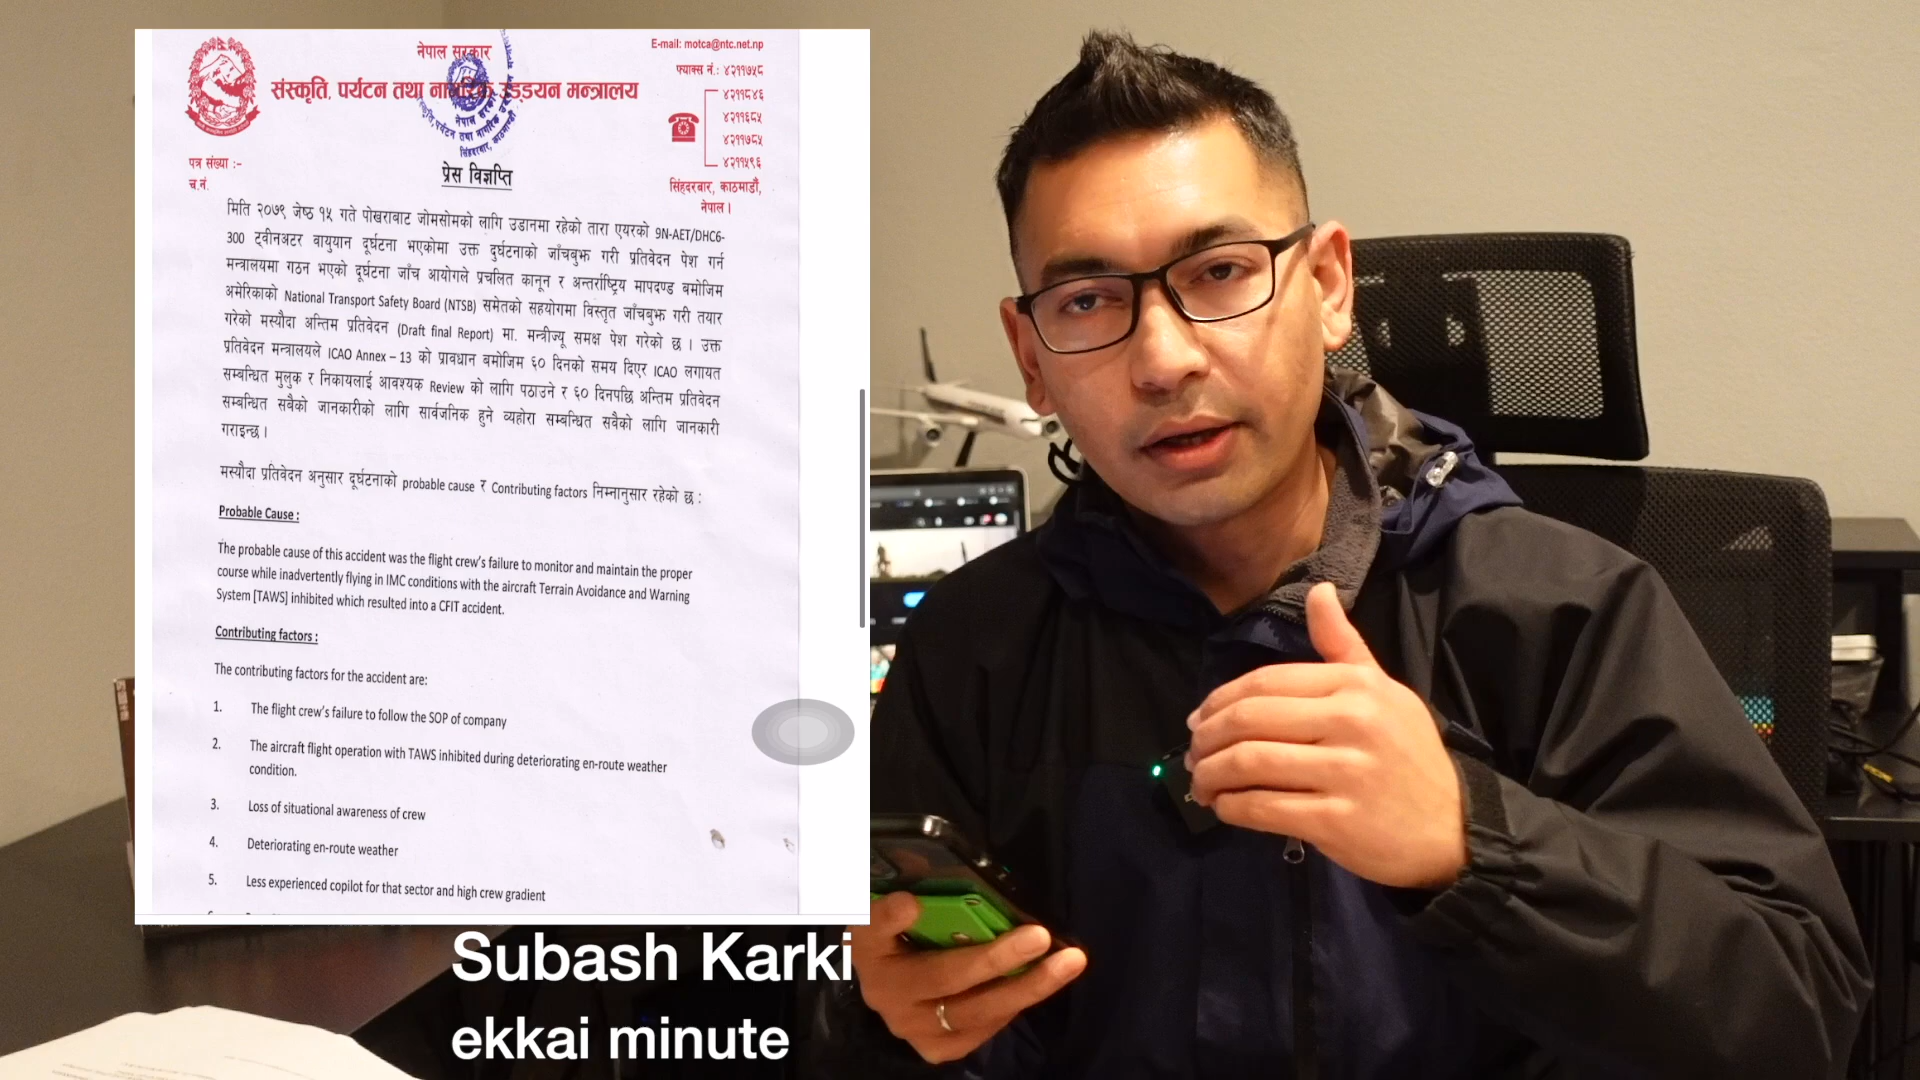 नेपाल सरकार
संस्कृति, पर्यटन तथा नागरिक उड्डयन मन्त्रालय
E-mail: motca@ntc.net.np
फ्याक्स नं.: ४२११७५८
४२११८४६
४२११६८५
४२११७८५
४२११५९६
सिंहदरबार, काठमाडौं,
नेपाल।
पत्र संख्या :-
च.नं.
प्रेस विज्ञप्ति
मिति २०७९ जेष्ठ १५ गते पोखराबाट जोमसोमको लागि उडानमा रहेको तारा एयरको 9N-AET/DHC6-
300 ट्वीनअटर वायुयान दूर्घटना भएकोमा उक्त दुर्घटनाको जाँचबुझ गरी प्रतिवेदन पेश गर्न
मन्त्रालयमा गठन भएको दूर्घटना जाँच आयोगले प्रचलित कानून र अन्तर्राष्ट्रिय मापदण्ड बमोजिम
अमेरिकाको National Transport Safety Board (NTSB) समेतको सहयोगमा विस्तृत जाँचबुझ गरी तयार
गरेको मस्यौदा अन्तिम प्रतिवेदन (Draft final Report) मा. मन्त्रीज्यू समक्ष पेश गरेको छ । उक्त
प्रतिवेदन मन्त्रालयले ICAO Annex – 13 को प्रावधान बमोजिम ६० दिनको समय दिएर ICAO लगायत
सम्बन्धित मुलुक र निकायलाई आवश्यक Review को लागि पठाउने र ६० दिनपछि अन्तिम प्रतिवेदन
सम्बन्धित सवैको जानकारीको लागि सार्वजनिक हुने व्यहोरा सम्बन्धित सवैको लागि जानकारी
गराइन्छ ।
मस्यौदा प्रतिवेदन अनुसार दूर्घटनाको probable cause र Contributing factors निम्नानुसार रहेको छ :
Probable Cause :
The probable cause of this accident was the flight crew's failure to monitor and maintain the proper
course while inadvertently flying in IMC conditions with the aircraft Terrain Avoidance and Warning
System [TAWS] inhibited which resulted into a CFIT accident.
Contributing factors :
The contributing factors for the accident are:
1. The flight crew's failure to follow the SOP of company
2. The aircraft flight operation with TAWS inhibited during deteriorating en-route weather
condition.
3. Loss of situational awareness of crew
4. Deteriorating en-route weather
5. Less experienced copilot for that sector and high crew gradient
Subash Karki
ekkai minute